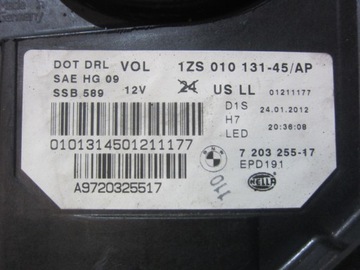 DOT DRL VOL 1ZS 010 131-45/AP
SAE HG 09 24 US LL 01211177
SSB 589 12V D1S 24.01.2012
H7 20:36:08
LED
0101314501211177
7 203 255-17
EPD191
A9720325517
110
HELLA